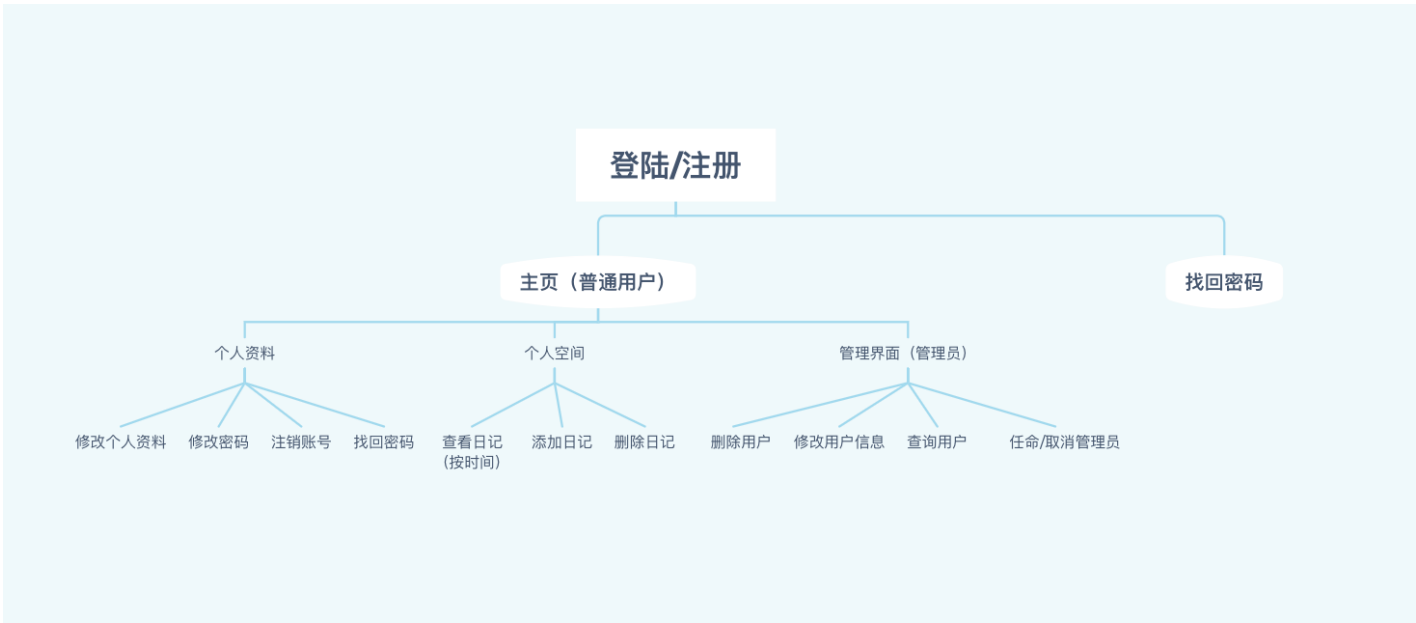 登陆/注册
主页（普通用户）
找回密码
个人资料
个人空间
管理界面（管理员）
修改个人资料
修改密码
注销账号
找回密码
查看日记
（按时间）
添加日记
删除日记
删除用户
修改用户信息
查询用户
任命/取消管理员